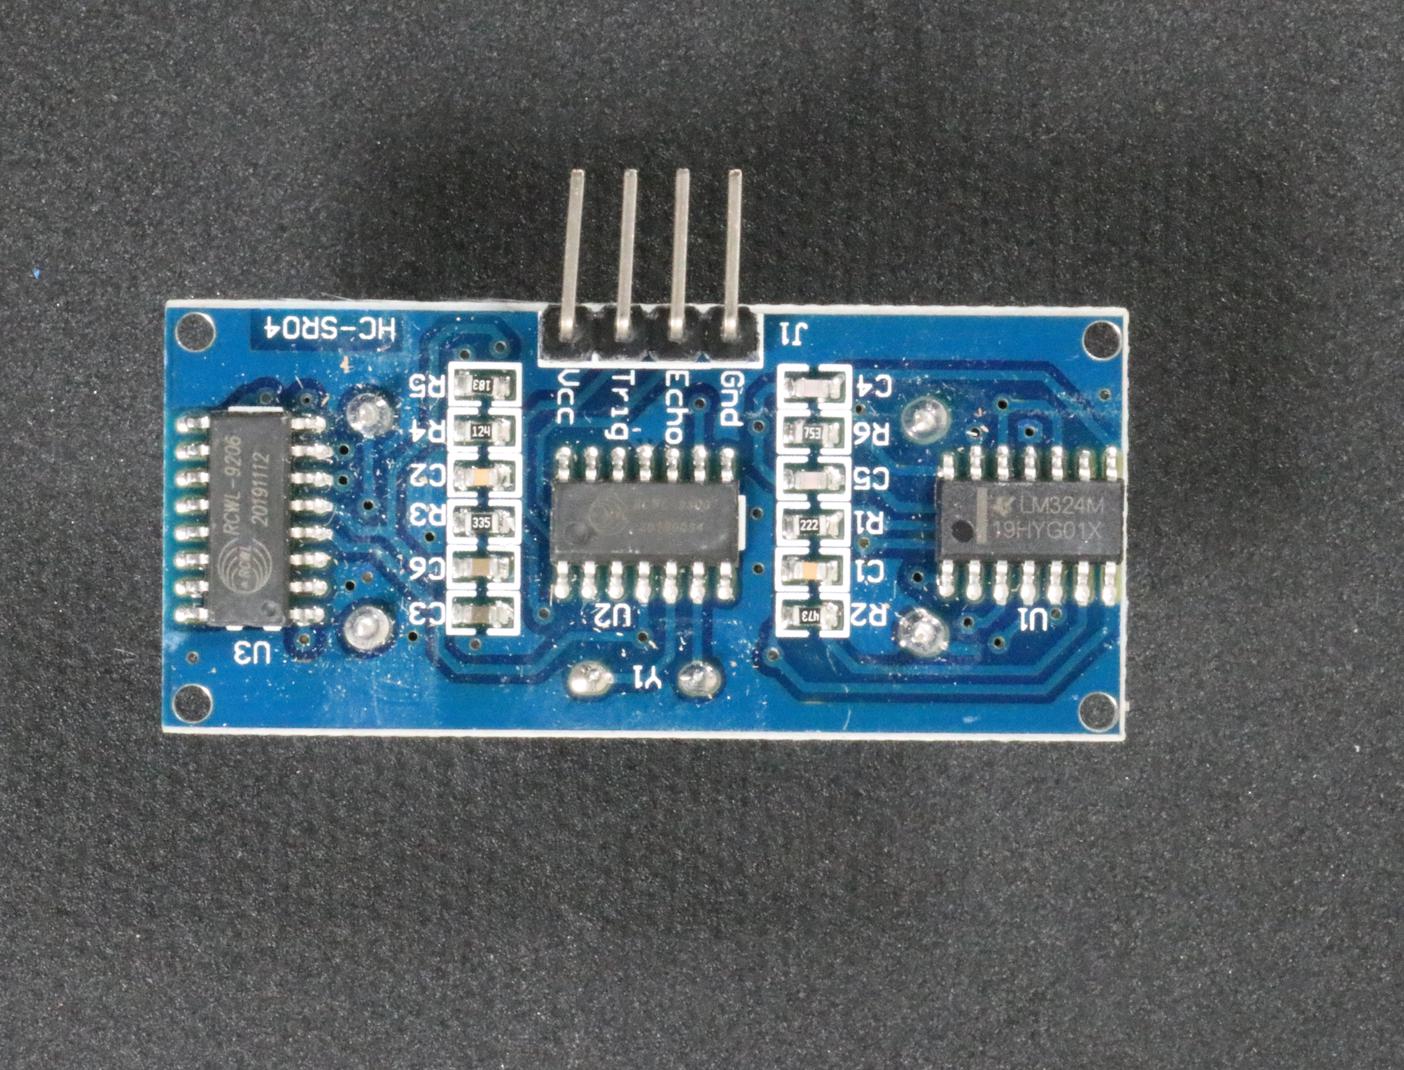 HC-SR04
J1
Vcc
Trig
Echo
Gnd
R5
183
R4
124
C2
R3
335
C6
C3
C4
R6
753
C5
R1
222
C1
R2
473
RCWL-9206
20191112
RCWL
U3
U2
Y1
LM324M
19HYG01X
U1